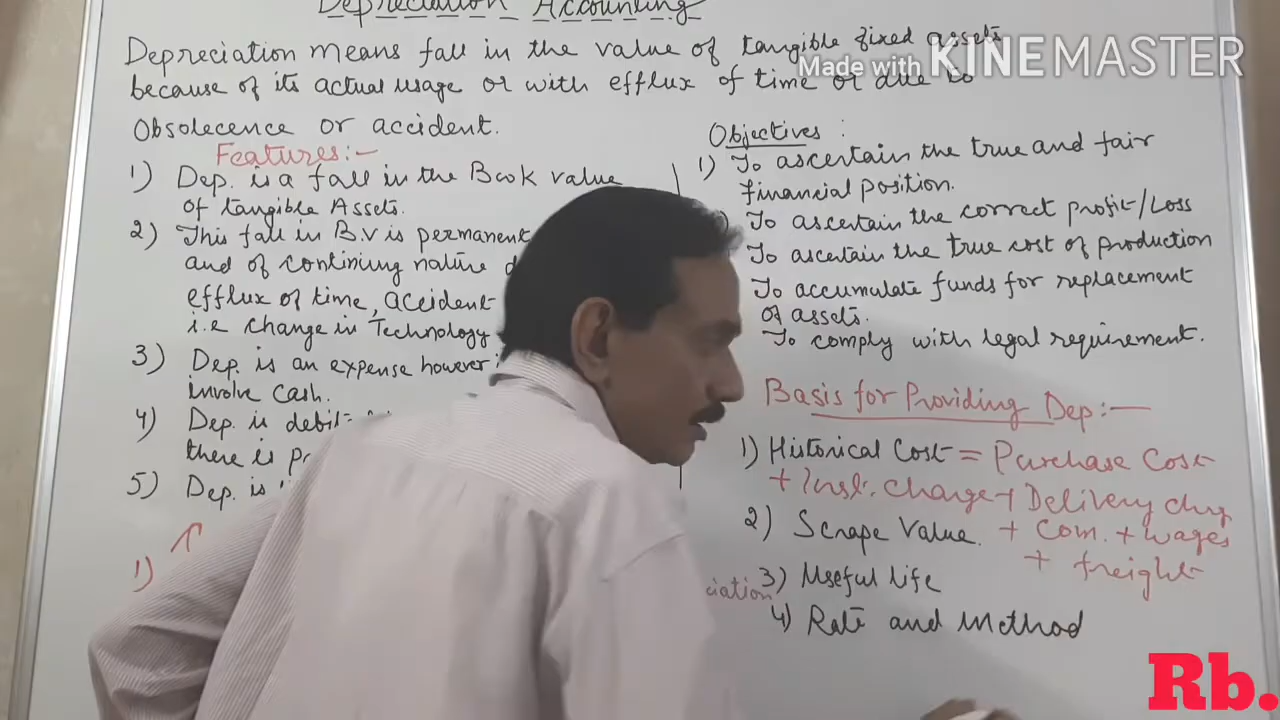 Depreciation Accounting
Depreciation means fall in the value of tangible fixed assets
because of its actual usage or with efflux of time or due to
Obsolecence or accident.
Features:-
1) Dep. is a fall in the Book value
of tangible Assets.
2) This fall in B.V is permanent
and of contining nature
efflux of time, accident
i.e change in Technology
3) Dep. is an expense however
involve cash.
4) Dep. is debit
there is
5) Dep. is
1)
Objectives :
1) To ascertain the true and fair
financial position.
To ascertain the correct profit/Loss
To ascertain the true cost of production
To accumulate funds for replacement
of assets.
To comply with legal requirement.
Basis for Providing Dep:-
1) Historical Cost = Purchase Cost
+ Inst. charge + Delivery chrg
2) Scrape Value. + Com. + wages
+ freight
3) Useful life
ciation
4) Rate and Method
Made with KINEMASTER
Rb.